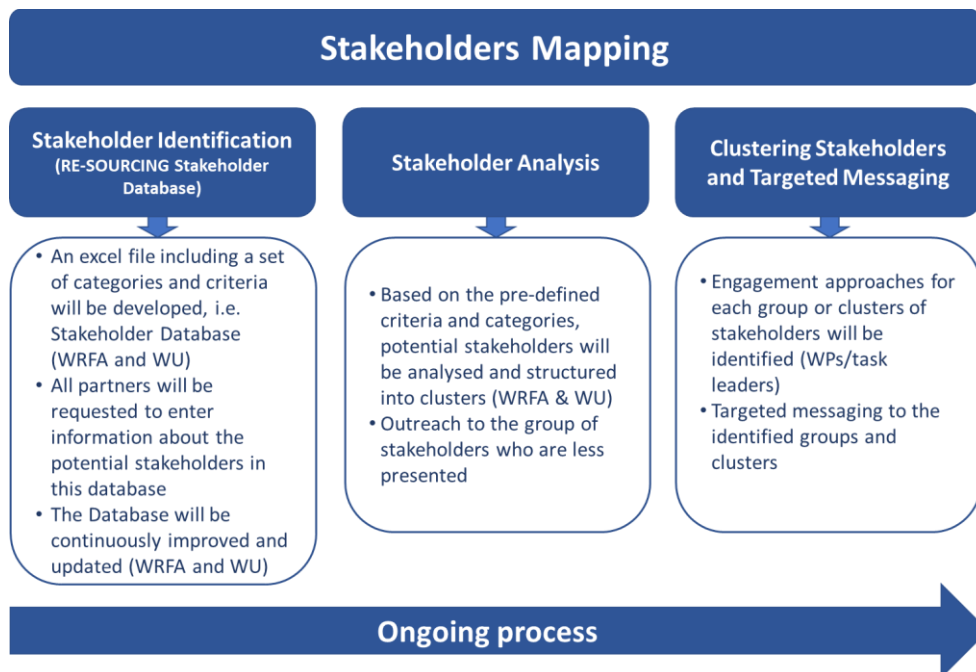 Stakeholders Mapping
Stakeholder Identification
(RE-SOURCING Stakeholder
Database)
• An excel file including a set
of categories and criteria
will be developed, i.e.
Stakeholder Database
(WRFA and WU)
• All partners will be
requested to enter
information about the
potential stakeholders in
this database
• The Database will be
continuously improved and
updated (WRFA and WU)
Stakeholder Analysis
• Based on the pre-defined
criteria and categories,
potential stakeholders will
be analysed and structured
into clusters (WRFA & WU)
• Outreach to the group of
stakeholders who are less
presented
Clustering Stakeholders
and Targeted Messaging
• Engagement approaches for
each group or clusters of
stakeholders will be
identified (WPs/task
leaders)
• Targeted messaging to the
identified groups and
clusters
Ongoing process